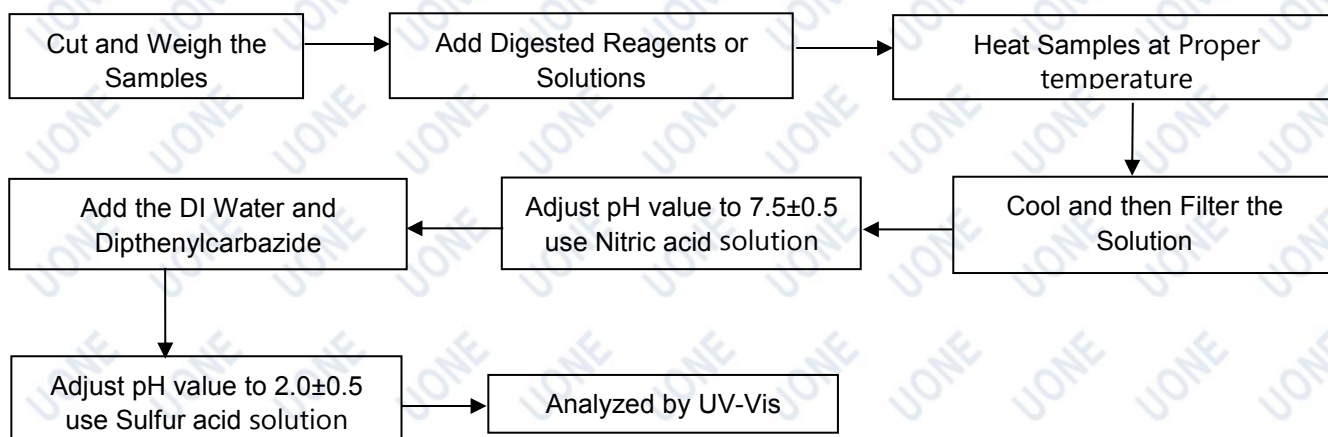 Cut and Weigh the
Samples
Add Digested Reagents or
Solutions
Heat Samples at Proper
temperature
Cool and then Filter the
Solution
Adjust pH value to 7.5±0.5
use Nitric acid solution
Add the DI Water and
Dipthenylcarbazide
Adjust pH value to 2.0±0.5
use Sulfur acid solution
Analyzed by UV-Vis
UONE